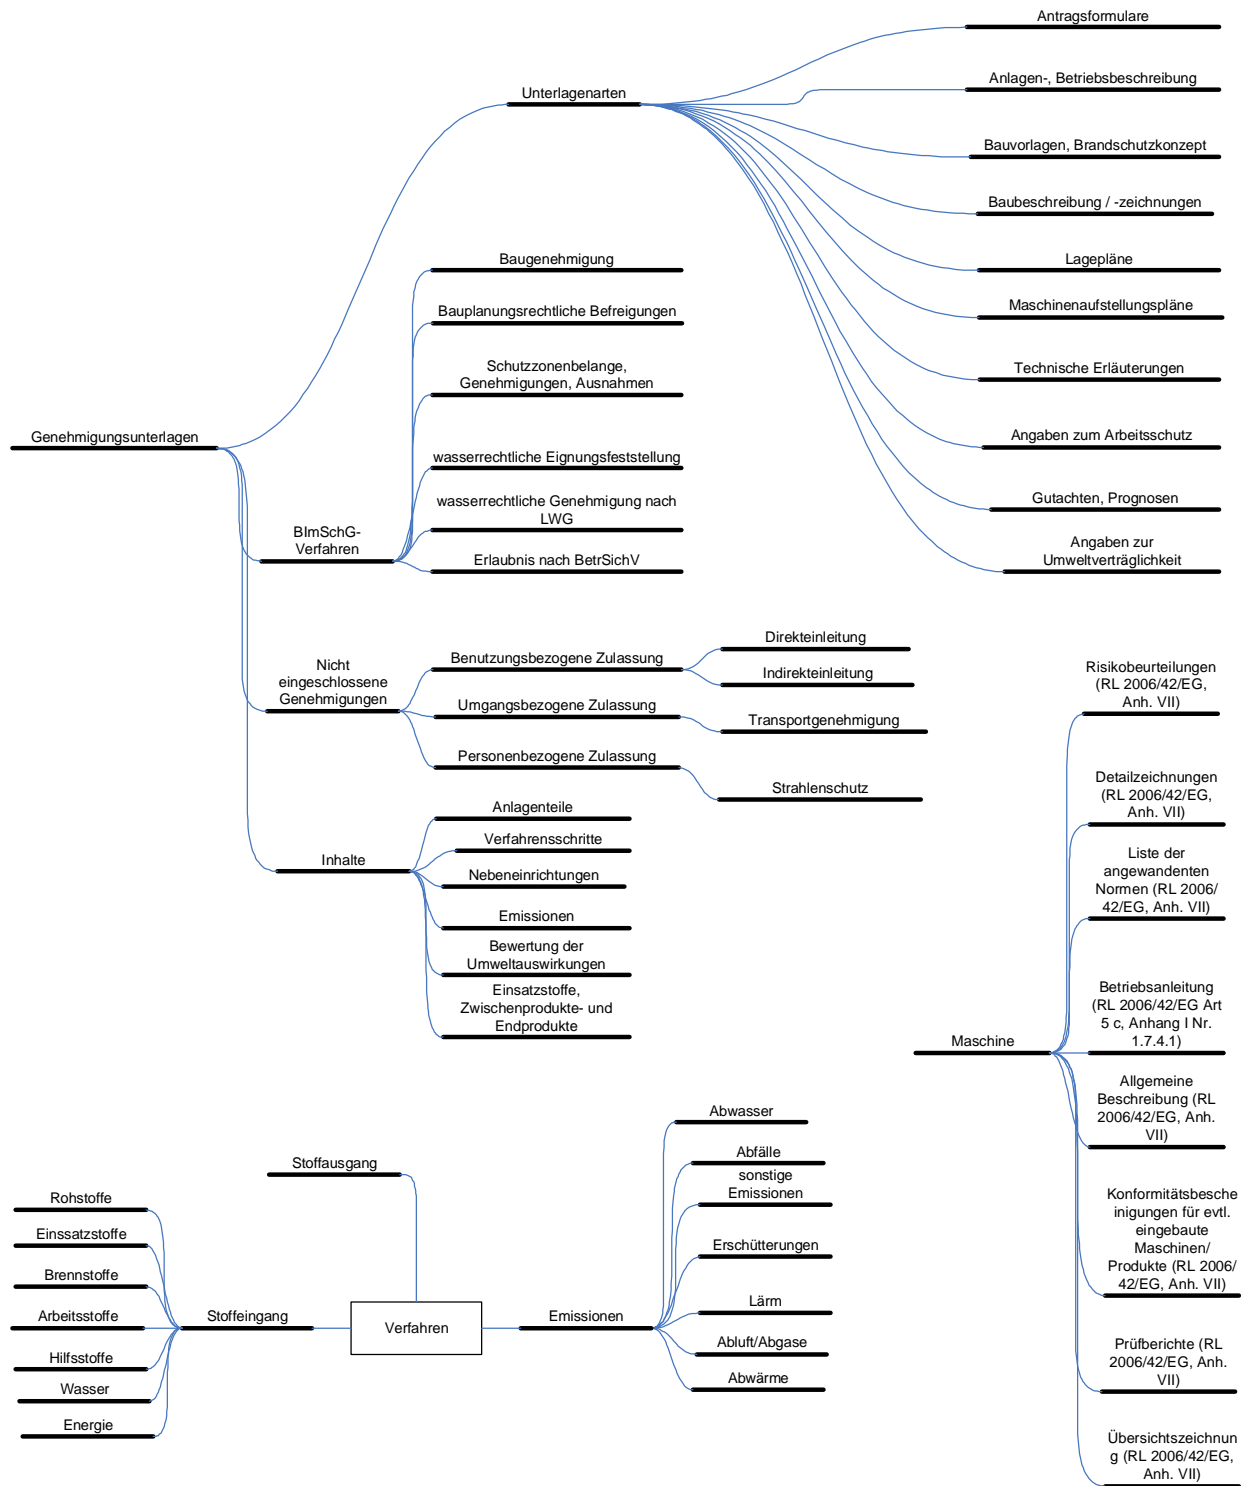 Genehmigungsunterlagen
Unterlagenarten
Antragsformulare
Anlagen-, Betriebsbeschreibung
Bauvorlagen, Brandschutzkonzept
Baubeschreibung / -zeichnungen
Lagepläne
Maschinenaufstellungspläne
Technische Erläuterungen
Angaben zum Arbeitsschutz
Gutachten, Prognosen
Angaben zur
Umweltverträglichkeit
BImSchG-
Verfahren
Baugenehmigung
Bauplanungsrechtliche Befreigungen
Schutzzonenbelange,
Genehmigungen, Ausnahmen
wasserrechtliche Eignungsfeststellung
wasserrechtliche Genehmigung nach
LWG
Erlaubnis nach BetrSichV
Nicht
eingeschlossene
Genehmigungen
Benutzungsbezogene Zulassung
Direkteinleitung
Indirekteinleitung
Umgangsbezogene Zulassung
Transportgenehmigung
Personenbezogene Zulassung
Strahlenschutz
Inhalte
Anlagenteile
Verfahrensschritte
Nebeneinrichtungen
Emissionen
Bewertung der
Umweltauswirkungen
Einsatzstoffe,
Zwischenprodukte- und
Endprodukte
Maschine
Risikobeurteilungen
(RL 2006/42/EG,
Anh. VII)
Detailzeichnungen
(RL 2006/42/EG,
Anh. VII)
Liste der
angewandenten
Normen (RL 2006/
42/EG, Anh. VII)
Betriebsanleitung
(RL 2006/42/EG Art
5 c, Anhang I Nr.
1.7.4.1)
Allgemeine
Beschreibung (RL
2006/42/EG, Anh.
VII)
Konformitätsbesche
inigungen für evtl.
eingebaute
Maschinen/
Produkte (RL 2006/
42/EG, Anh. VII)
Prüfberichte (RL
2006/42/EG, Anh.
VII)
Übersichtszeichnun
g (RL 2006/42/EG,
Anh. VII)
Verfahren
Stoffausgang
Stoffeingang
Rohstoffe
Einssatzstoffe
Brennstoffe
Arbeitsstoffe
Hilfsstoffe
Wasser
Energie
Emissionen
Abwasser
Abfälle
sonstige
Emissionen
Erschütterungen
Lärm
Abluft/Abgase
Abwärme